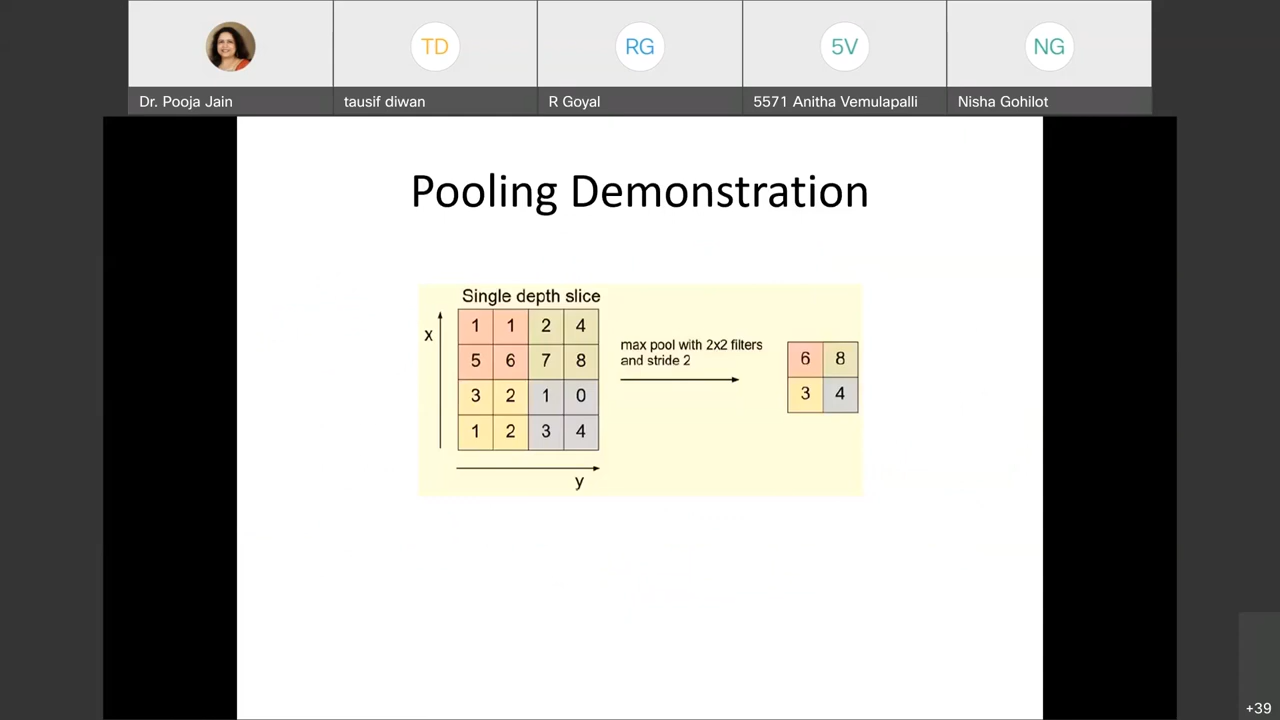 TD
RG
5V
NG
Dr. Pooja Jain
tausif diwan
R Goyal
5571 Anitha Vemulapalli
Nisha Gohilot
Pooling Demonstration
Single depth slice
x
1 1 2 4
5 6 7 8
3 2 1 0
1 2 3 4
y
max pool with 2x2 filters
and stride 2
6 8
3 4
+39